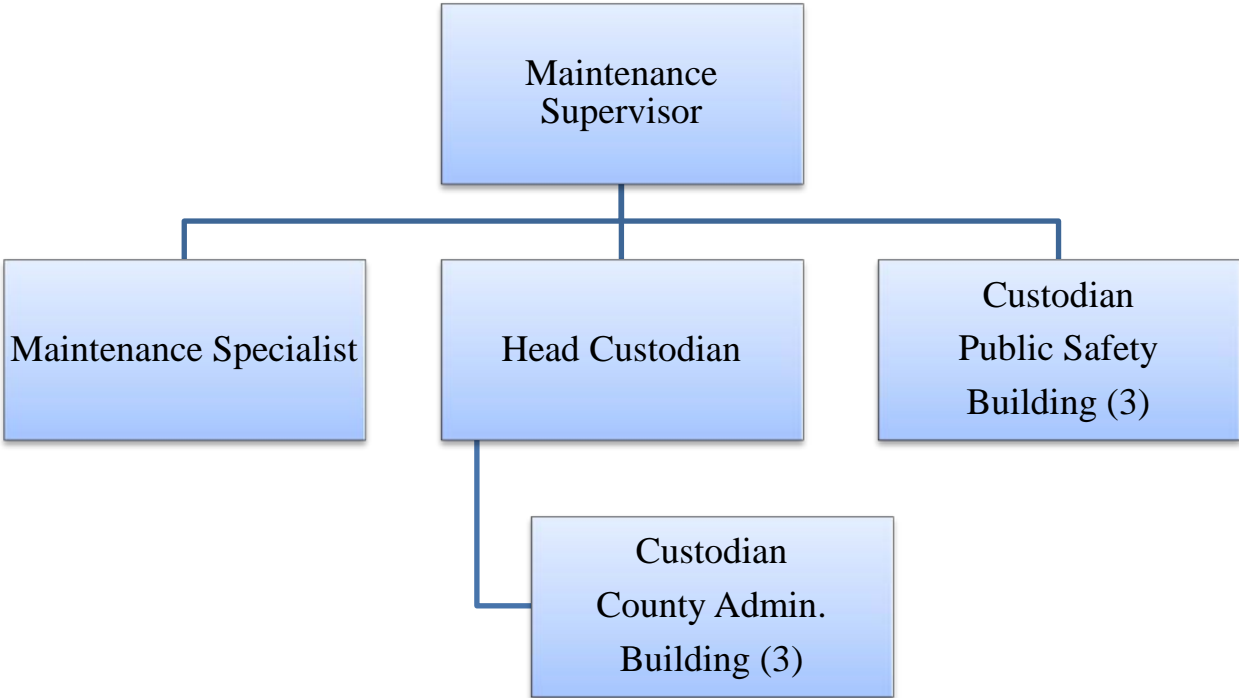 Maintenance
Supervisor
Maintenance Specialist
Head Custodian
Custodian
Public Safety
Building (3)
Custodian
County Admin.
Building (3)